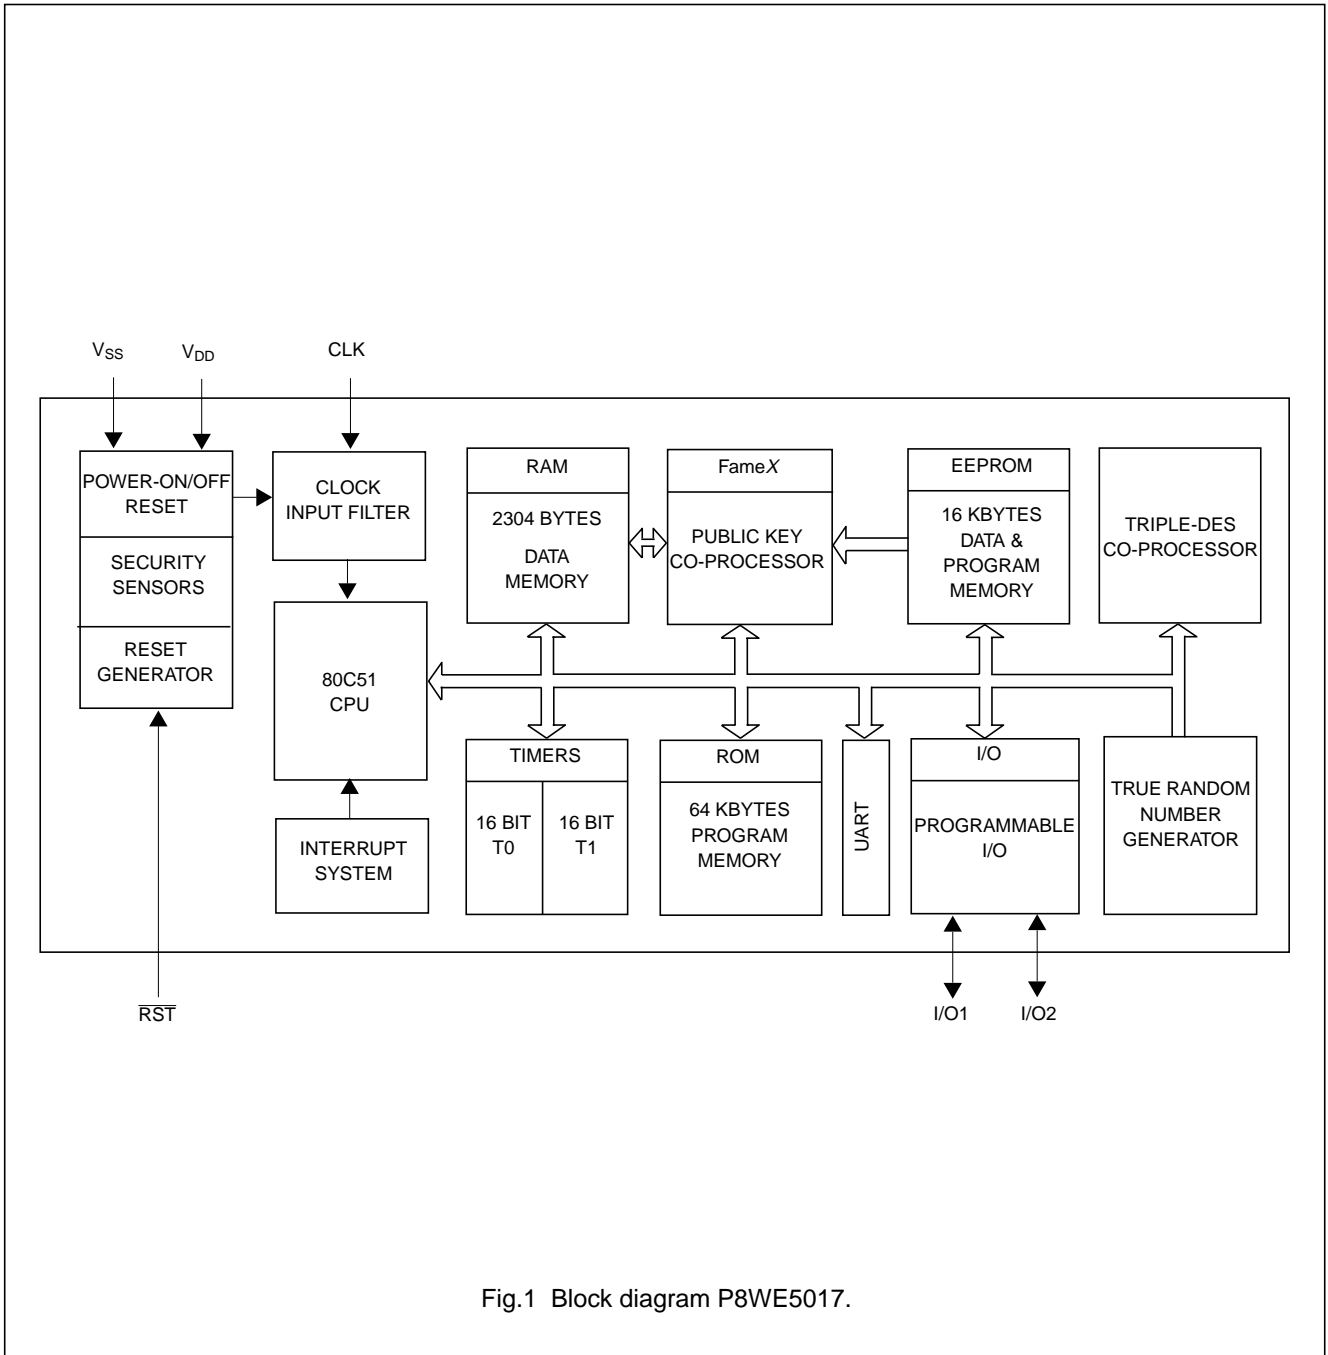 VSS
VDD
CLK
POWER-ON/OFF
RESET
SECURITY
SENSORS
RESET
GENERATOR
CLOCK
INPUT FILTER
80C51
CPU
INTERRUPT
SYSTEM
RAM
2304 BYTES
DATA
MEMORY
FameX
PUBLIC KEY
CO-PROCESSOR
EEPROM
16 KBYTES
DATA &
PROGRAM
MEMORY
TRIPLE-DES
CO-PROCESSOR
TIMERS
16 BIT
T0
16 BIT
T1
ROM
64 KBYTES
PROGRAM
MEMORY
UART
I/O
PROGRAMMABLE
I/O
TRUE RANDOM
NUMBER
GENERATOR
RST
I/O1
I/O2
Fig.1 Block diagram P8WE5017.